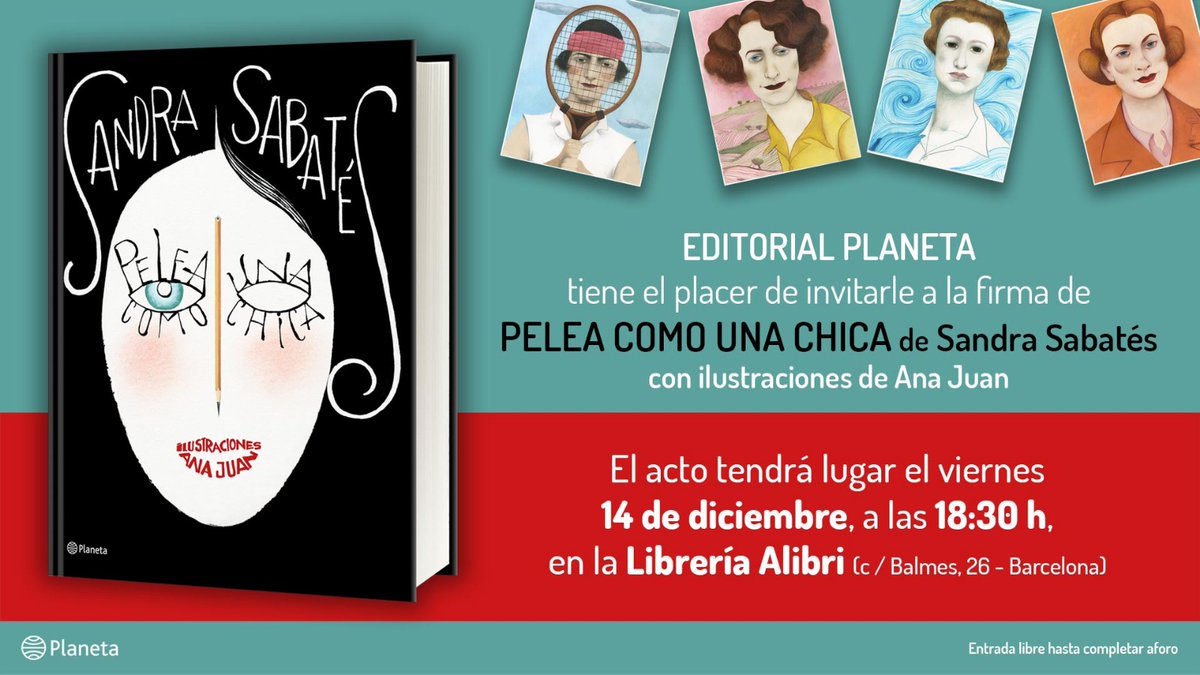 SANDRA SABATÉS
PELEA UNA
COMO CHICA
ILUSTRACIONES
ANA JUAN
Planeta
EDITORIAL PLANETA
tiene el placer de invitarle a la firma de
PELEA COMO UNA CHICA de Sandra Sabatés
con ilustraciones de Ana Juan
El acto tendrá lugar el viernes
14 de diciembre, a las 18:30 h,
en la Librería Alibri (c / Balmes, 26 - Barcelona)
Planeta
Entrada libre hasta completar aforo